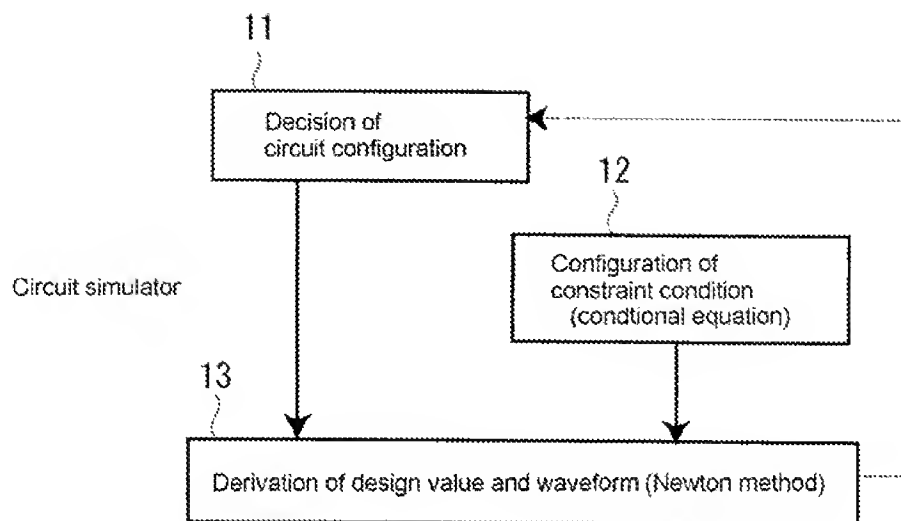 11
Decision of
circuit configuration
12
Configuration of
constraint condition
(condtional equation)
Circuit simulator
13
Derivation of design value and waveform (Newton method)